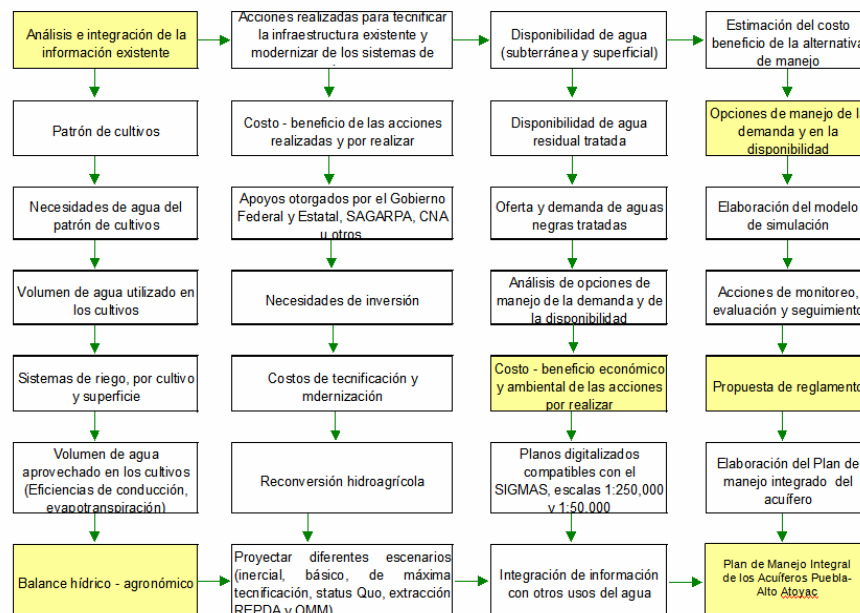 Análisis e integración de la
información existente
Acciones realizadas para tecnificar
la infraestructura existente y
modernizar de los sistemas de
Disponibilidad de agua
(subterránea y superficial)
Estimación del costo
beneficio de la alternativa
de manejo
Patrón de cultivos
Costo - beneficio de las acciones
realizadas y por realizar
Disponibilidad de agua
residual tratada
Opciones de manejo de la
demanda y en la
disponibilidad
Necesidades de agua del
patrón de cultivos
Apoyos otorgados por el Gobierno
Federal y Estatal, SAGARPA, CNA
u otros
Oferta y demanda de aguas
negras tratadas
Elaboración del modelo
de simulación
Volumen de agua utilizado en
los cultivos
Necesidades de inversión
Análisis de opciones de
manejo de la demanda y de
la disponibilidad
Acciones de monitoreo,
evaluación y seguimiento
Sistemas de riego, por cultivo
y superficie
Costos de tecnificación y
mdernización
Costo - beneficio económico
y ambiental de las acciones
por realizar
Propuesta de reglamento
Volumen de agua
aprovechado en los cultivos
(Eficiencias de conducción,
evapotranspiración)
Reconversión hidroagrícola
Planos digitalizados
compatibles con el
SIGMAS, escalas 1:250,000
y 1:50,000
Elaboración del Plan de
manejo integrado del
acuífero
Balance hídrico - agronómico
Proyectar diferentes escenarios
(inercial, básico, de máxima
tecnificación, status Quo, extracción
REPDA y OMM)
Integración de información
con otros usos del agua
Plan de Manejo Integral
de los Acuíferos Puebla-
Alto Atoyac